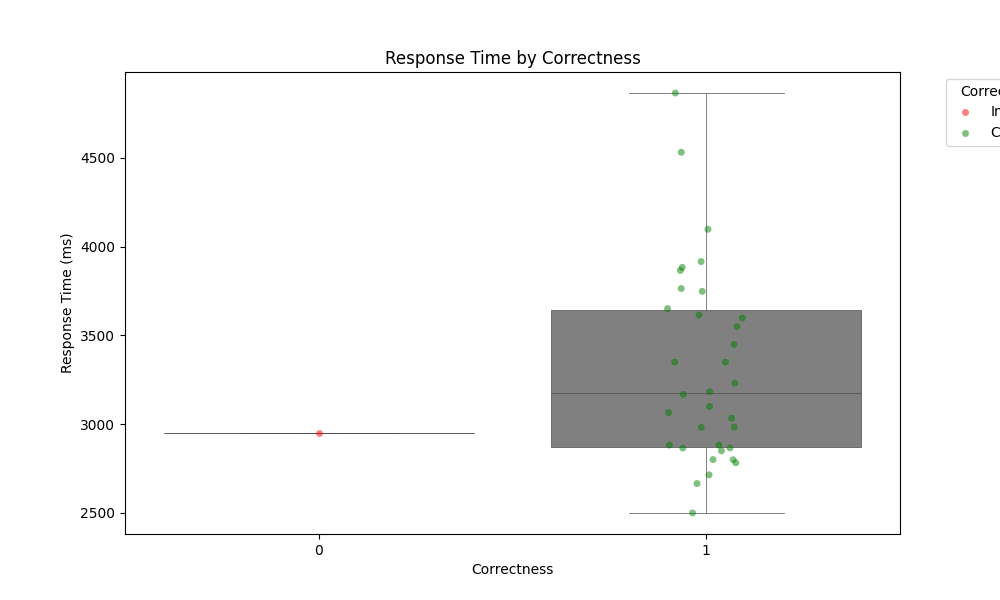 Response Time by Correctness
4500
4000
3500
3000
2500
Response Time (ms)
0
1
Correctness
Correc
In
C